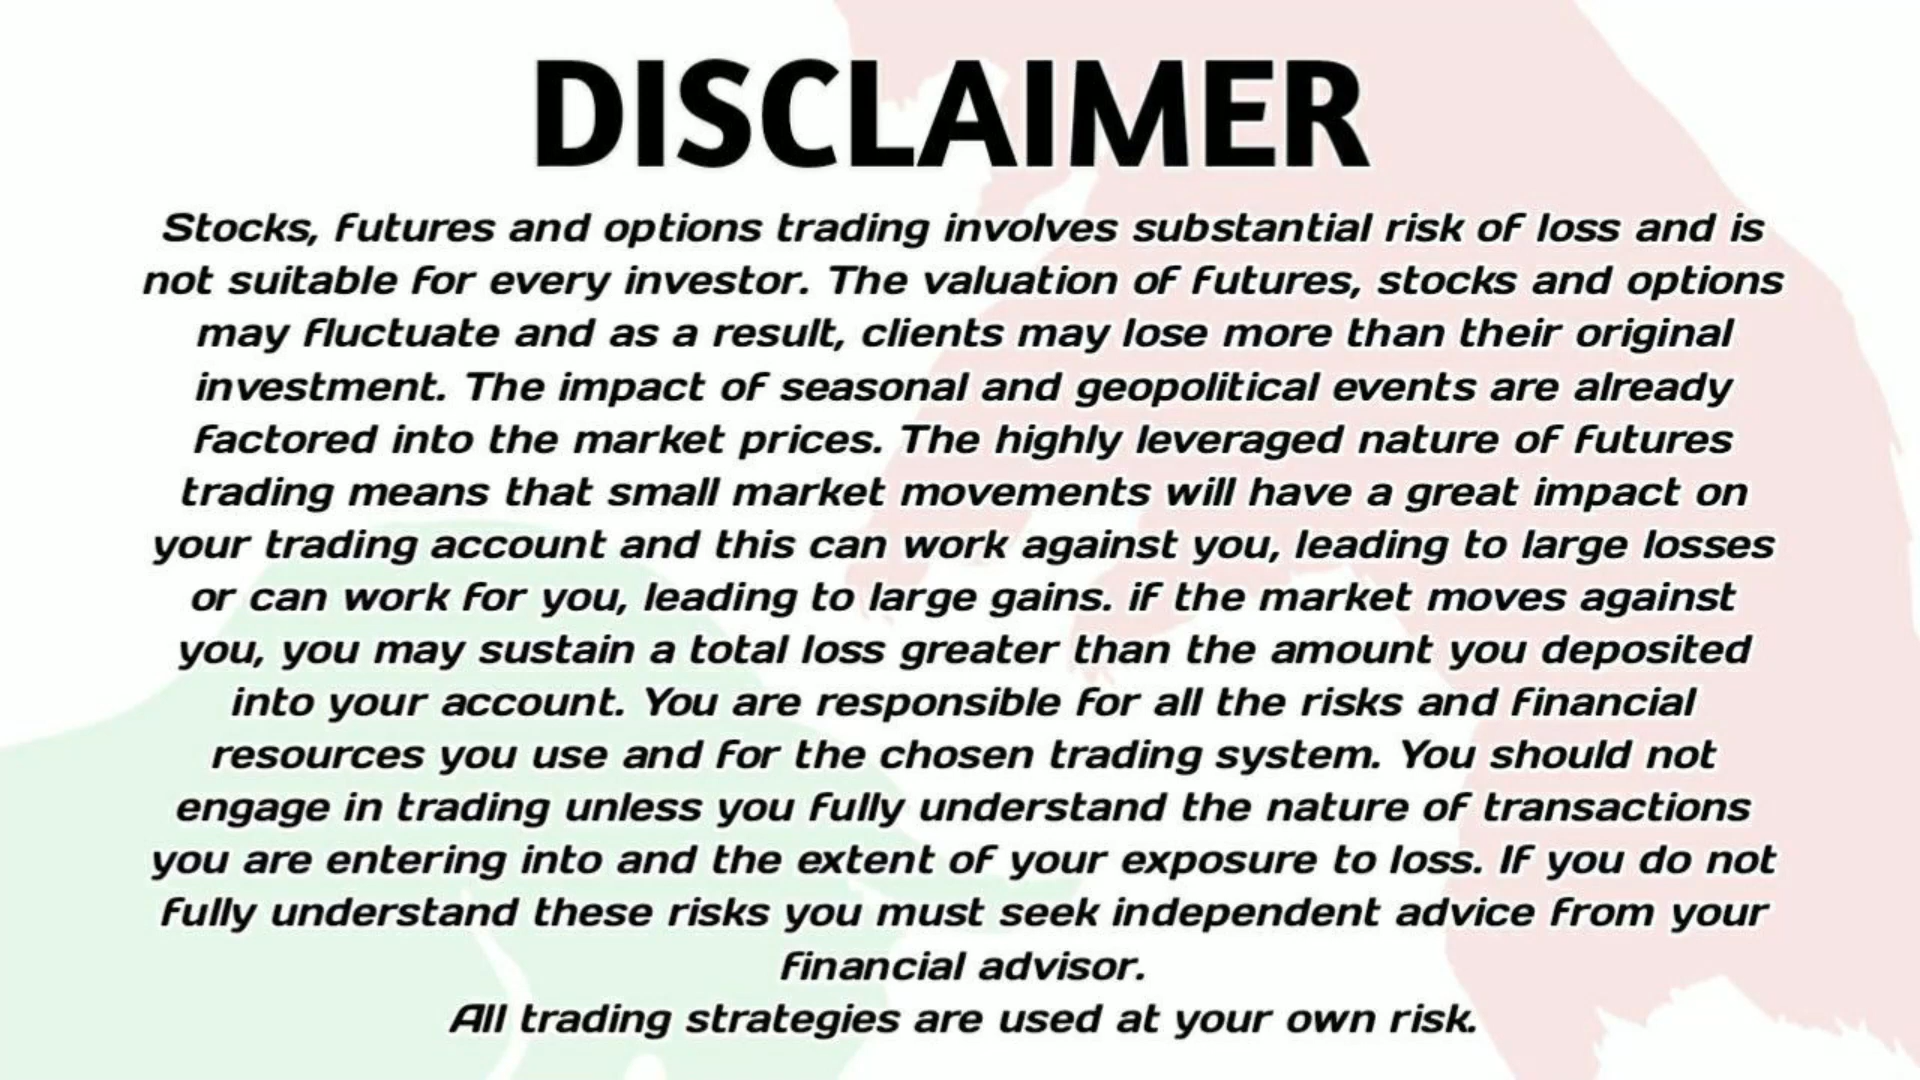 DISCLAIMER
Stocks, futures and options trading involves substantial risk of loss and is
not suitable for every investor. The valuation of futures, stocks and options
may fluctuate and as a result, clients may lose more than their original
investment. The impact of seasonal and geopolitical events are already
factored into the market prices. The highly leveraged nature of futures
trading means that small market movements will have a great impact on
your trading account and this can work against you, leading to large losses
or can work for you, leading to large gains. if the market moves against
you, you may sustain a total loss greater than the amount you deposited
into your account. You are responsible for all the risks and financial
resources you use and for the chosen trading system. You should not
engage in trading unless you fully understand the nature of transactions
you are entering into and the extent of your exposure to loss. If you do not
fully understand these risks you must seek independent advice from your
financial advisor.
All trading strategies are used at your own risk.